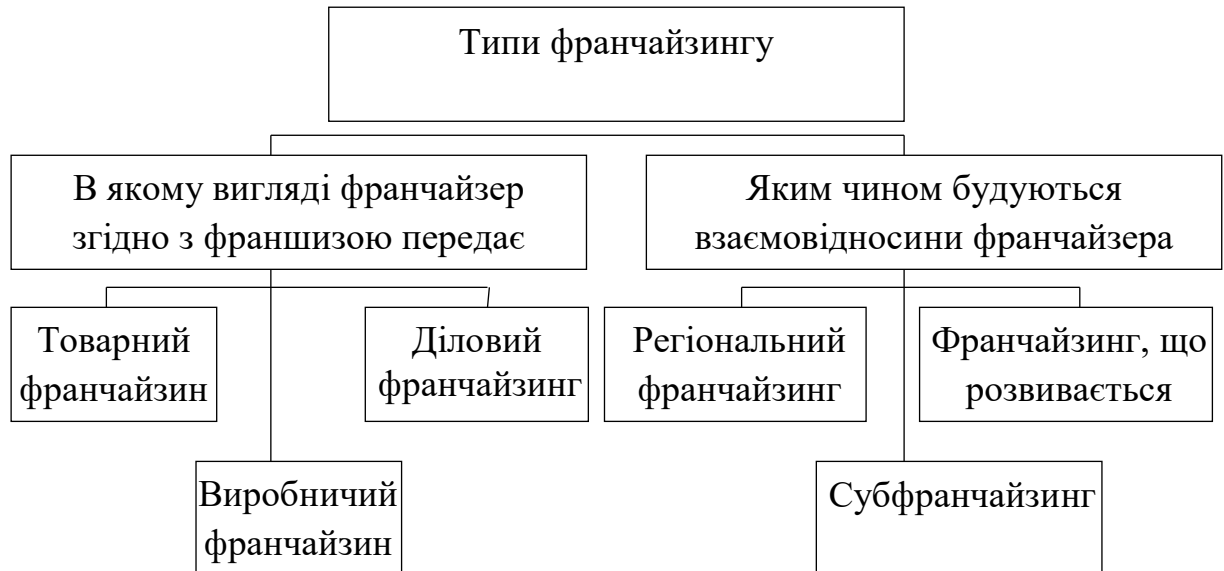 Типи франчайзингу
В якому вигляді франчайзер
згідно з франшизою передає
Яким чином будуються
взаємовідносини франчайзера
Товарний
франчайзин
Діловий
франчайзинг
Регіональний
франчайзинг
Франчайзинг, що
розвивається
Виробничий
франчайзин
Субфранчайзинг